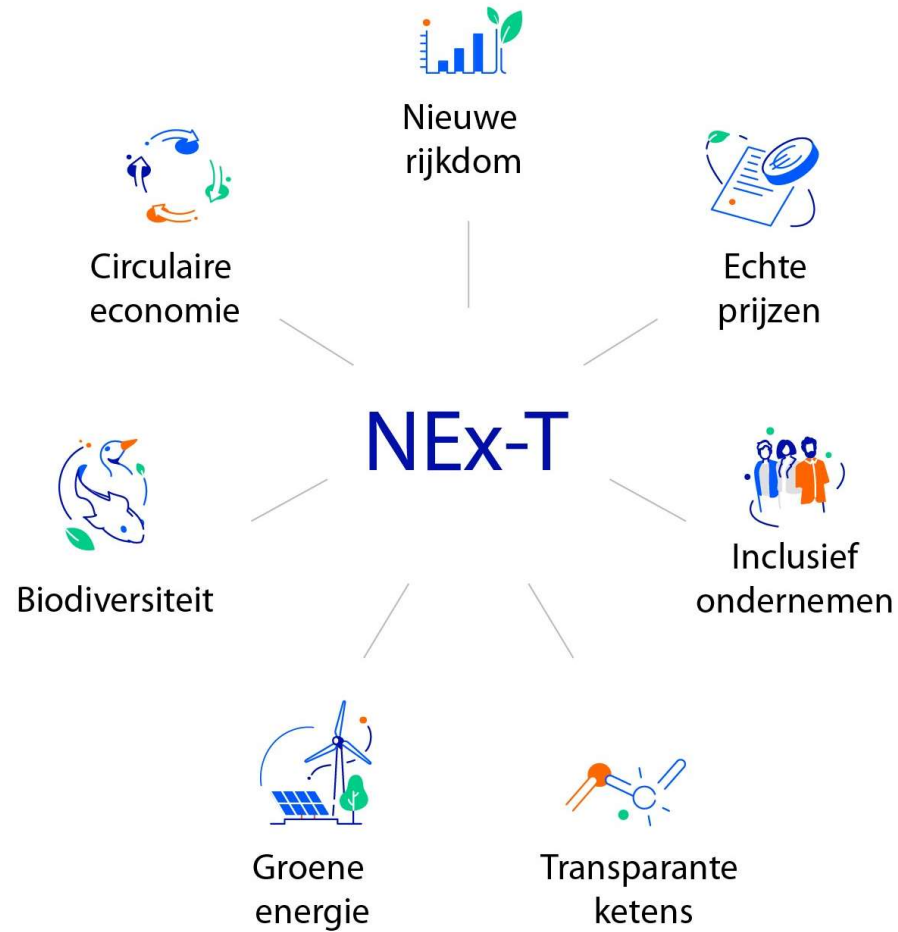 Nieuwe
rijkdom
Echte
prijzen
Inclusief
ondernemen
Transparante
ketens
Groene
energie
Biodiversiteit
Circulaire
economie
NEx-T